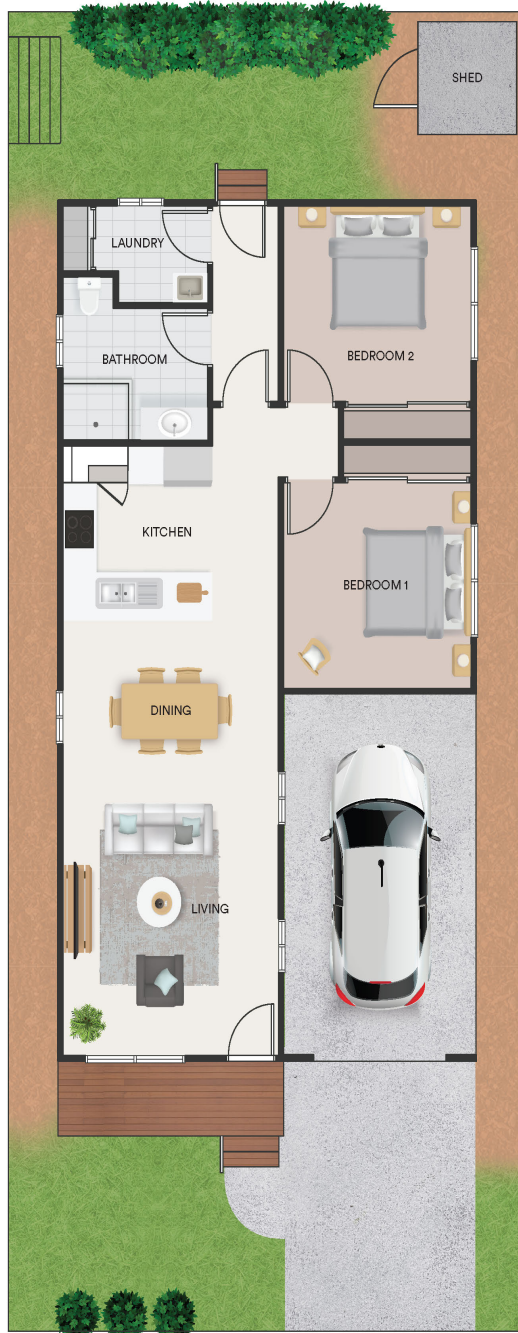 SHED
LAUNDRY
BATHROOM
BEDROOM 2
KITCHEN
BEDROOM 1
DINING
LIVING